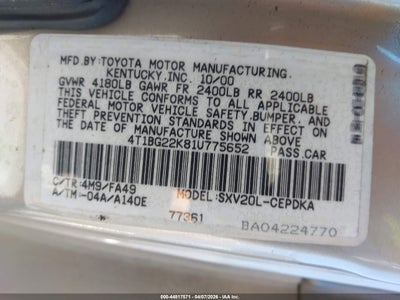 MFD.BY:TOYOTA MOTOR MANUFACTURING.
KENTUCKY,INC. 10/00
GVWR 4180LB GAWR FR 2400LB RR 2400LB
THIS VEHICLE CONFORMS TO ALL APPLICABLE
FEDERAL MOTOR VEHICLE SAFETY,BUMPER, AND
THEFT PREVENTION STANDARDS IN EFFECT ON
THE DATE OF MANUFACTURE SHOWN ABOVE.
4T1BG22K81U775652 PASS.CAR
C/TR:4M9/FA49 MODEL:SXV20L-CEPDKA
A/TM:-04A/A140E
77361 BA04224770
000-44817571 - 04/07/2026 - IAAI